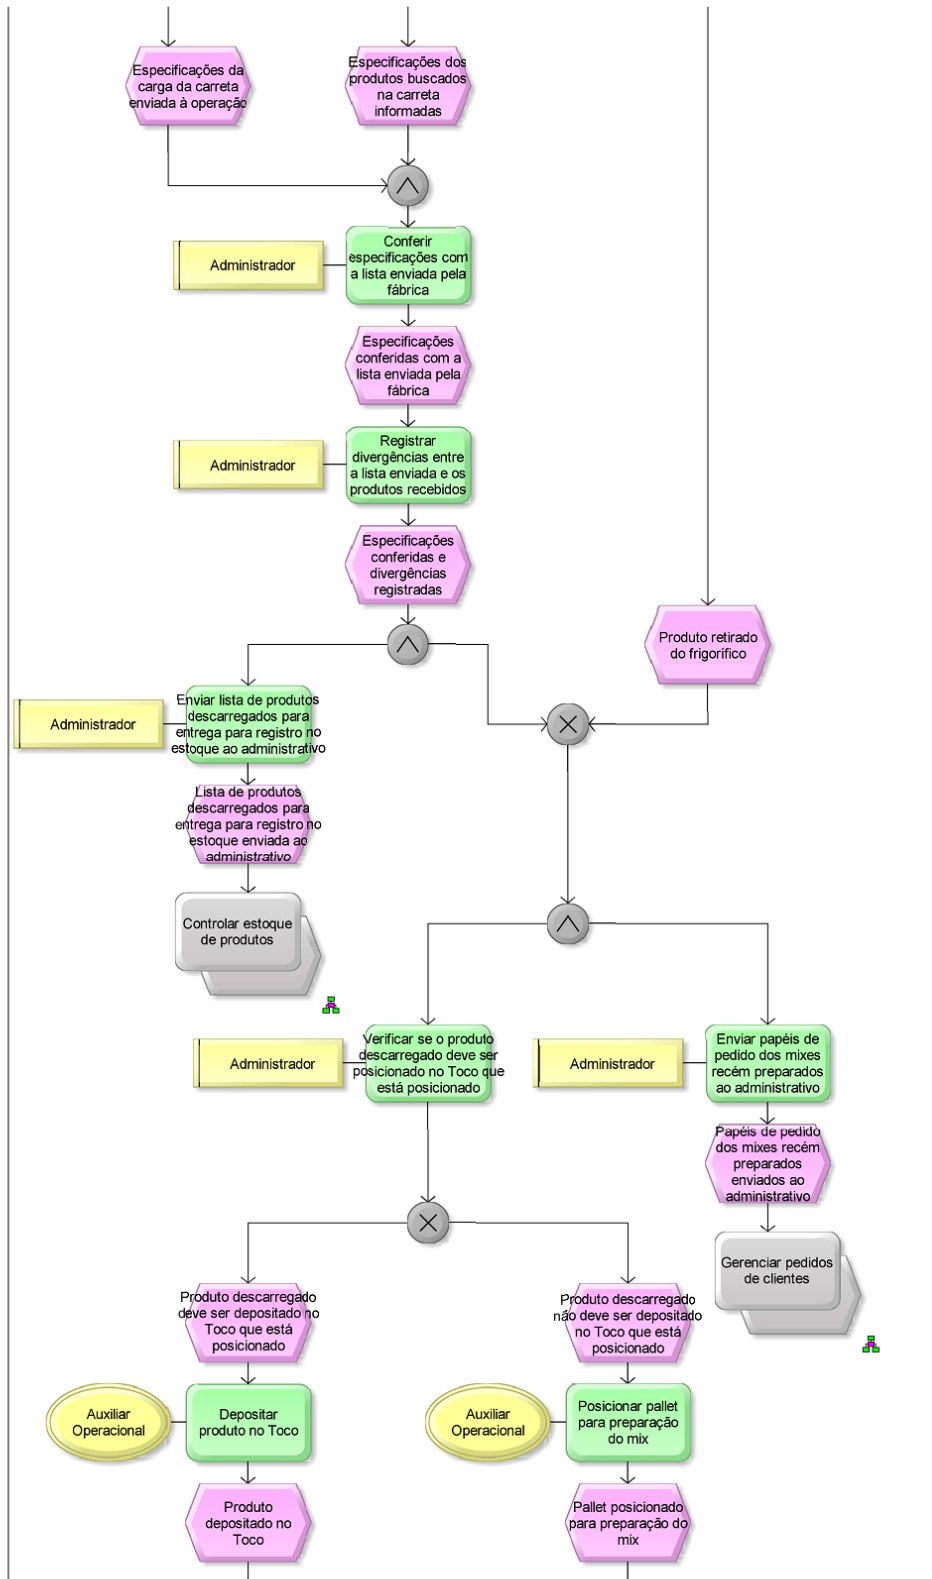 Especificações da
carga da carreta
enviada à operação
Especificações dos
produtos buscados
na carreta
informadas
Administrador
Conferir
especificações com
a lista enviada pela
fábrica
Especificações
conferidas com a
lista enviada pela
fábrica
Administrador
Registrar
divergências entre
a lista enviada e os
produtos recebidos
Especificações
conferidas e
divergências
registradas
Produto retirado
do frigorífico
Administrador
Enviar lista de produtos
descarregados para
entrega para registro no
estoque ao administrativo
Lista de produtos
descarregados para
entrega para registro no
estoque enviada ao
administrativo
Controlar estoque
de produtos
Administrador
Verificar se o produto
descarregado deve ser
posicionado no Toco que
está posicionado
Administrador
Enviar papéis de
pedido dos mixes
recém preparados
ao administrativo
Papéis de pedido
dos mixes recém
preparados
enviados ao
administrativo
Gerenciar pedidos
de clientes
Produto descarregado
deve ser depositado no
Toco que está
posicionado
Produto descarregado
não deve ser depositado
no Toco que está
posicionado
Auxiliar
Operacional
Depositar
produto no Toco
Auxiliar
Operacional
Posicionar pallet
para preparação
do mix
Produto
depositado no
Toco
Pallet posicionado
para preparação do
mix